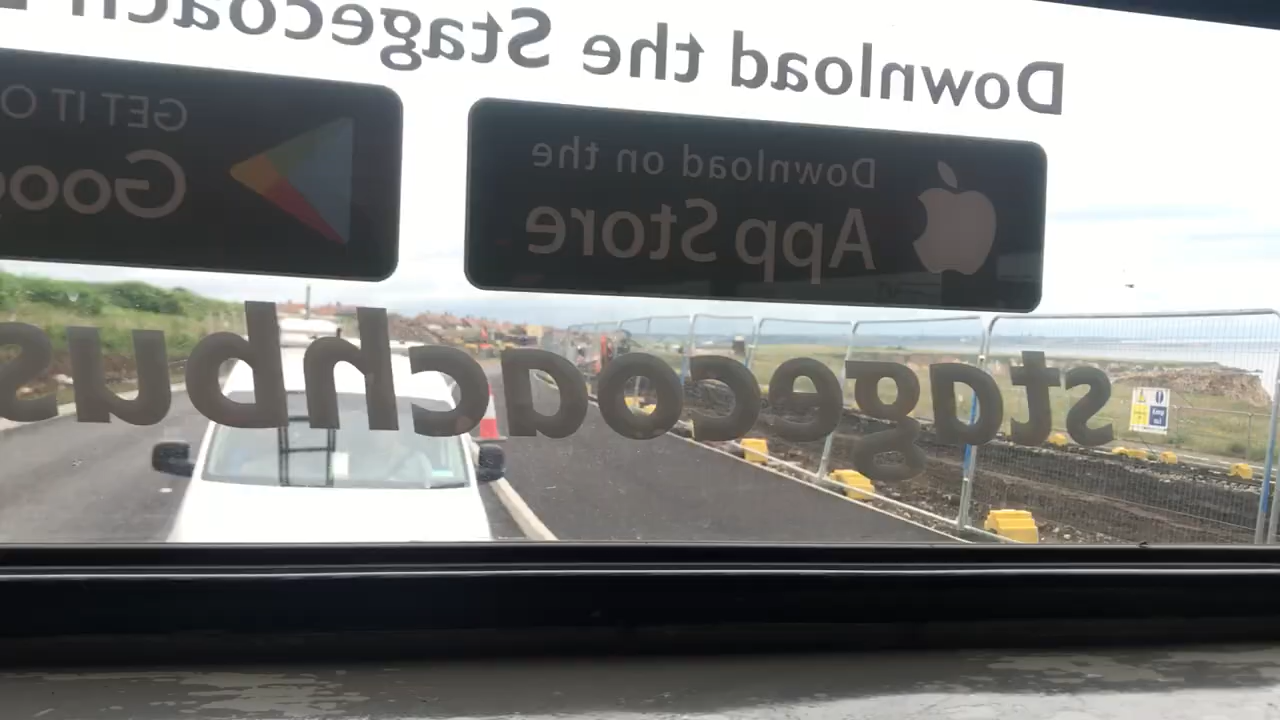 Download the Stagecoach
Download on the
App Store
GET IT O
Goo
stagecoachbus